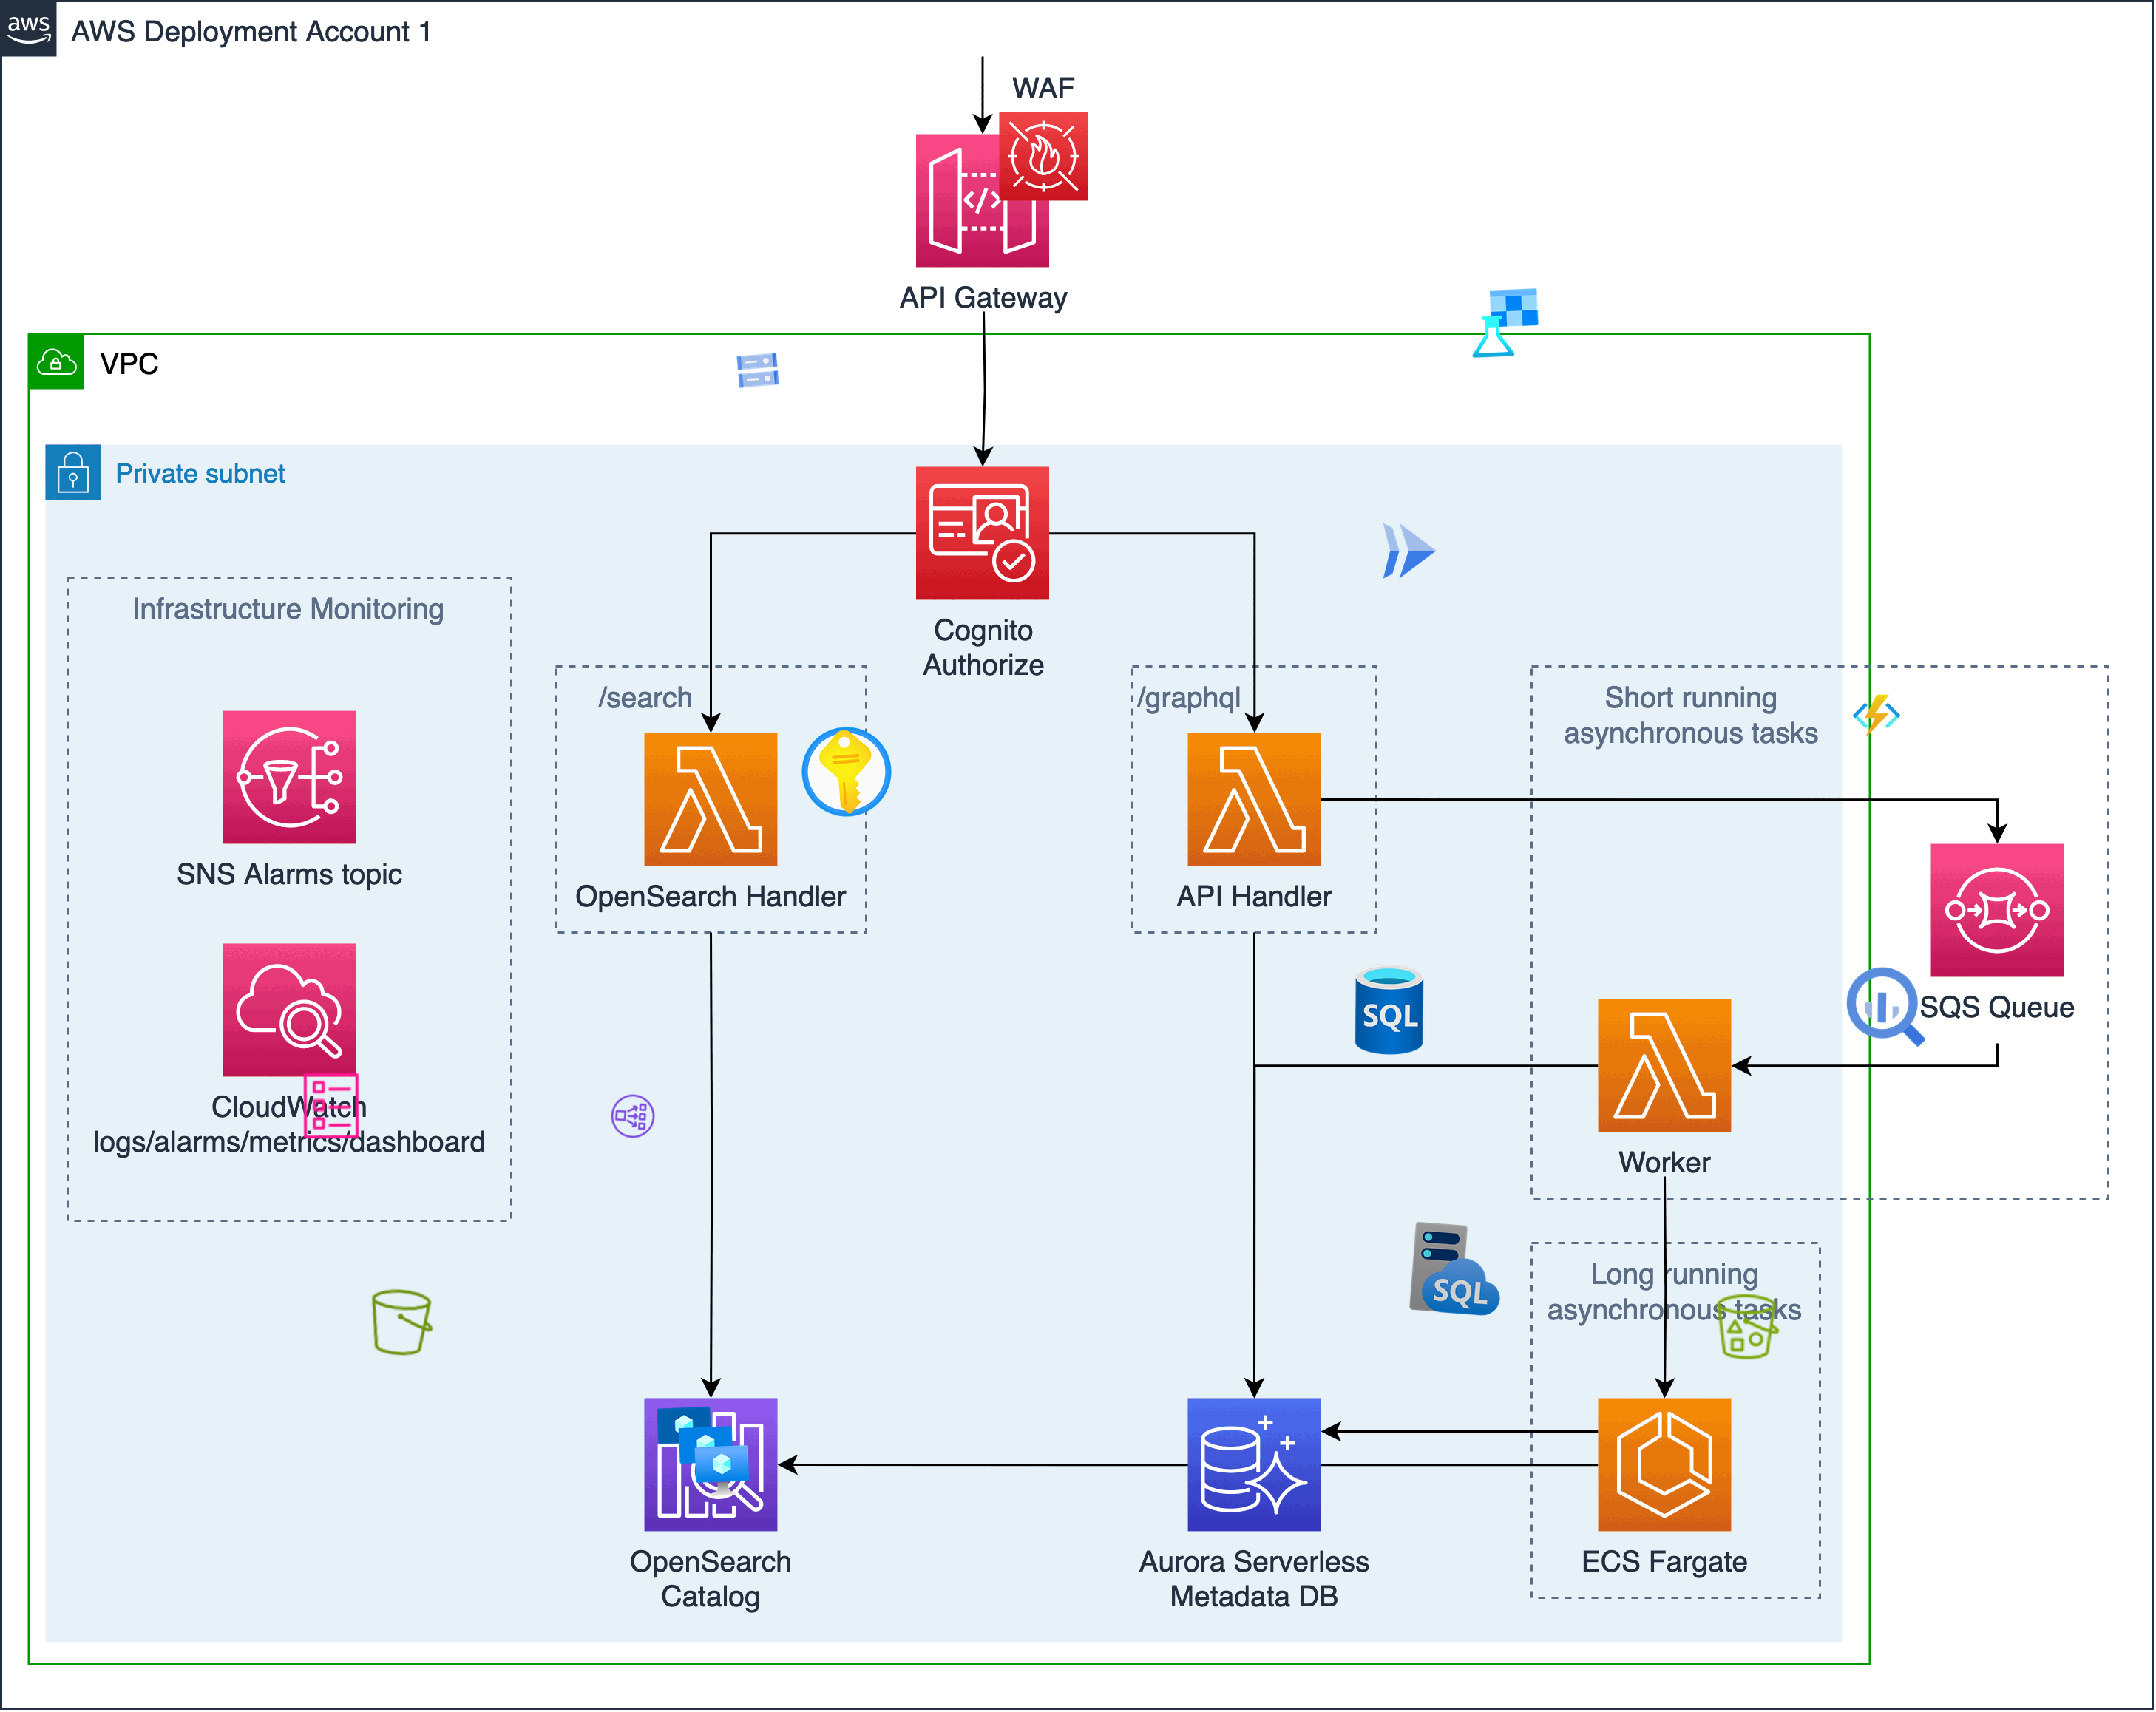 aws
AWS Deployment Account 1
WAF
</>
API Gateway
VPC
Private subnet
Cognito
Authorize
Infrastructure Monitoring
/search
/graphql
Short running
asynchronous tasks
SNS Alarms topic
OpenSearch Handler
API Handler
SQL
SQS Queue
CloudWatch
logs/alarms/metrics/dashboard
Worker
SQL
Long running
asynchronous tasks
OpenSearch
Catalog
Aurora Serverless
Metadata DB
ECS Fargate